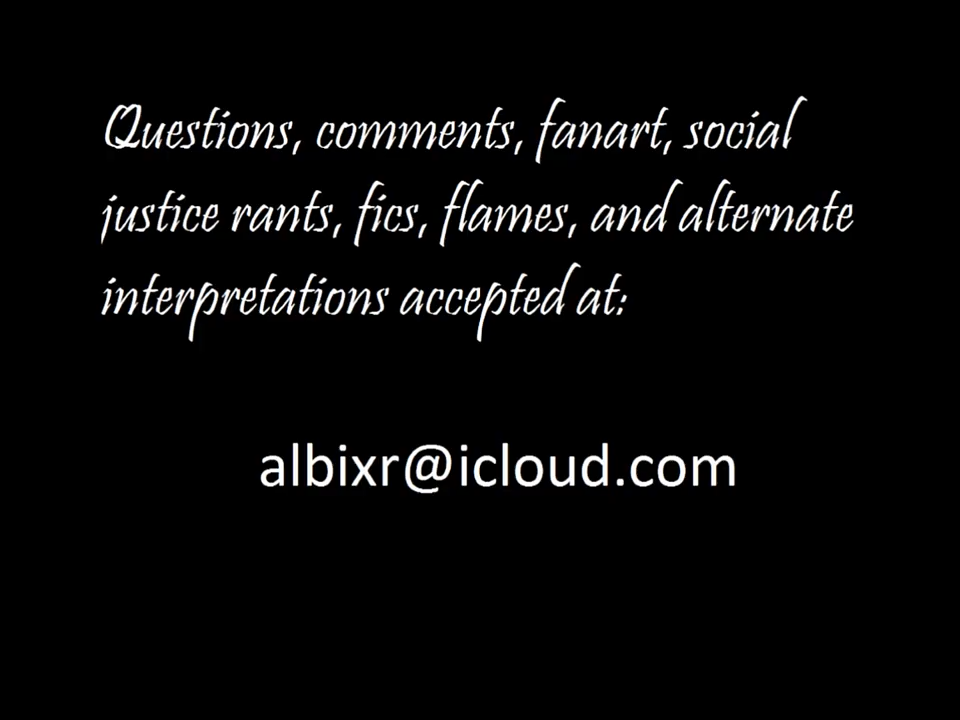 Questions, comments, fanart, social
justice rants, fics, flames, and alternate
interpretations accepted at:
albixr@icloud.com